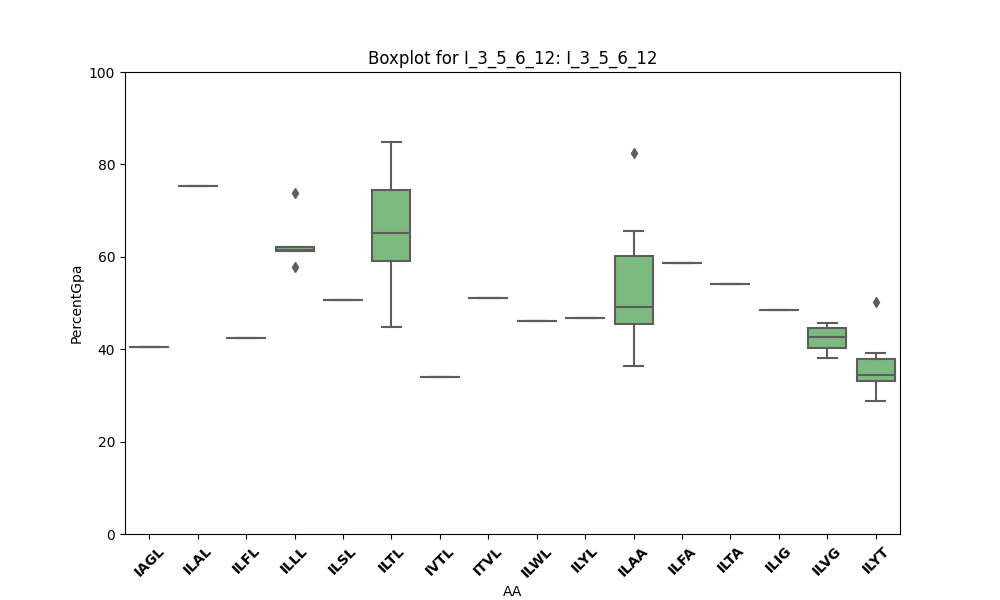 Boxplot for I_3_5_6_12: I_3_5_6_12
100
80
60
40
20
0
PercentGpa
IAGL ILAL ILFL ILLL ILSL ILTL IVTL ITVL ILWL ILYL ILAA ILFA ILTA ILIG ILVG ILYT
AA